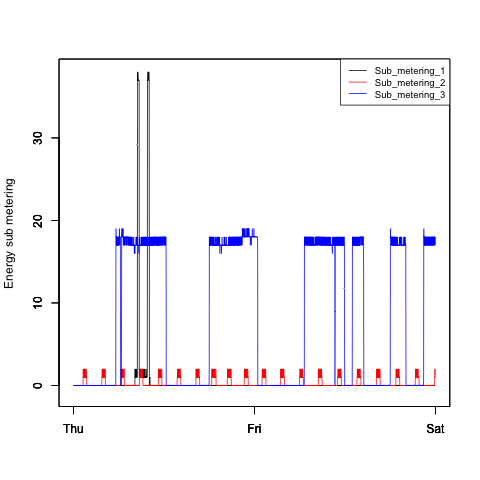 Sub_metering_1
Sub_metering_2
Sub_metering_3
Energy sub metering
0
10
20
30
Thu
Fri
Sat